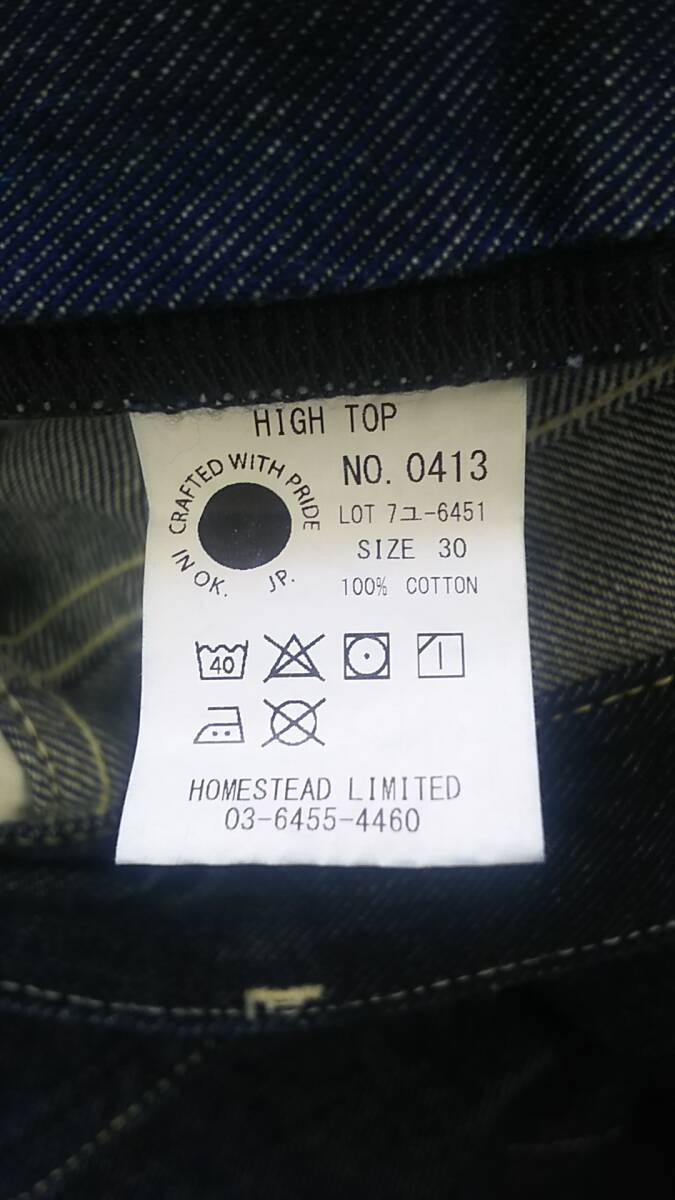 HIGH TOP
CRAFTED WITH PRIDE
IN OK. JP.
NO. 0413
LOT 7ユ-6451
SIZE 30
100% COTTON
40
HOMESTEAD LIMITED
03-6455-4460